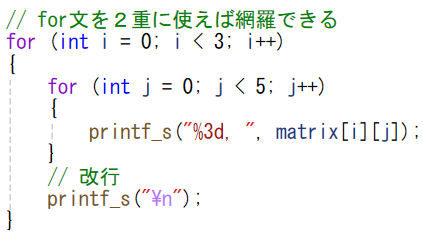 // for文を２重に使えば網羅できる
for (int i = 0; i < 3; i++)
{
    for (int j = 0; j < 5; j++)
    {
        printf_s("%3d, ", matrix[i][j]);
    }
    // 改行
    printf_s("¥n");
}